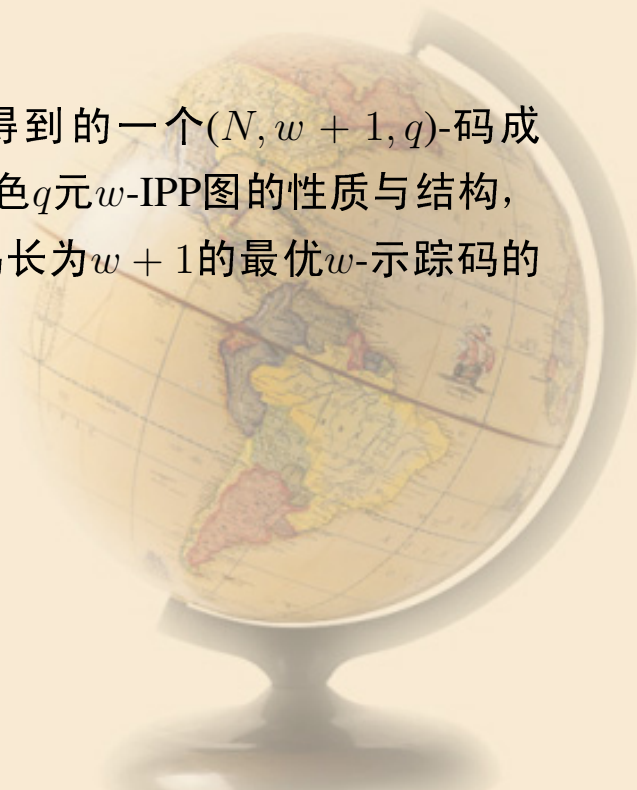 得到的一个(N, w + 1, q)-码成
色q元w-IPP图的性质与结构，
长为w + 1的最优w-示踪码的